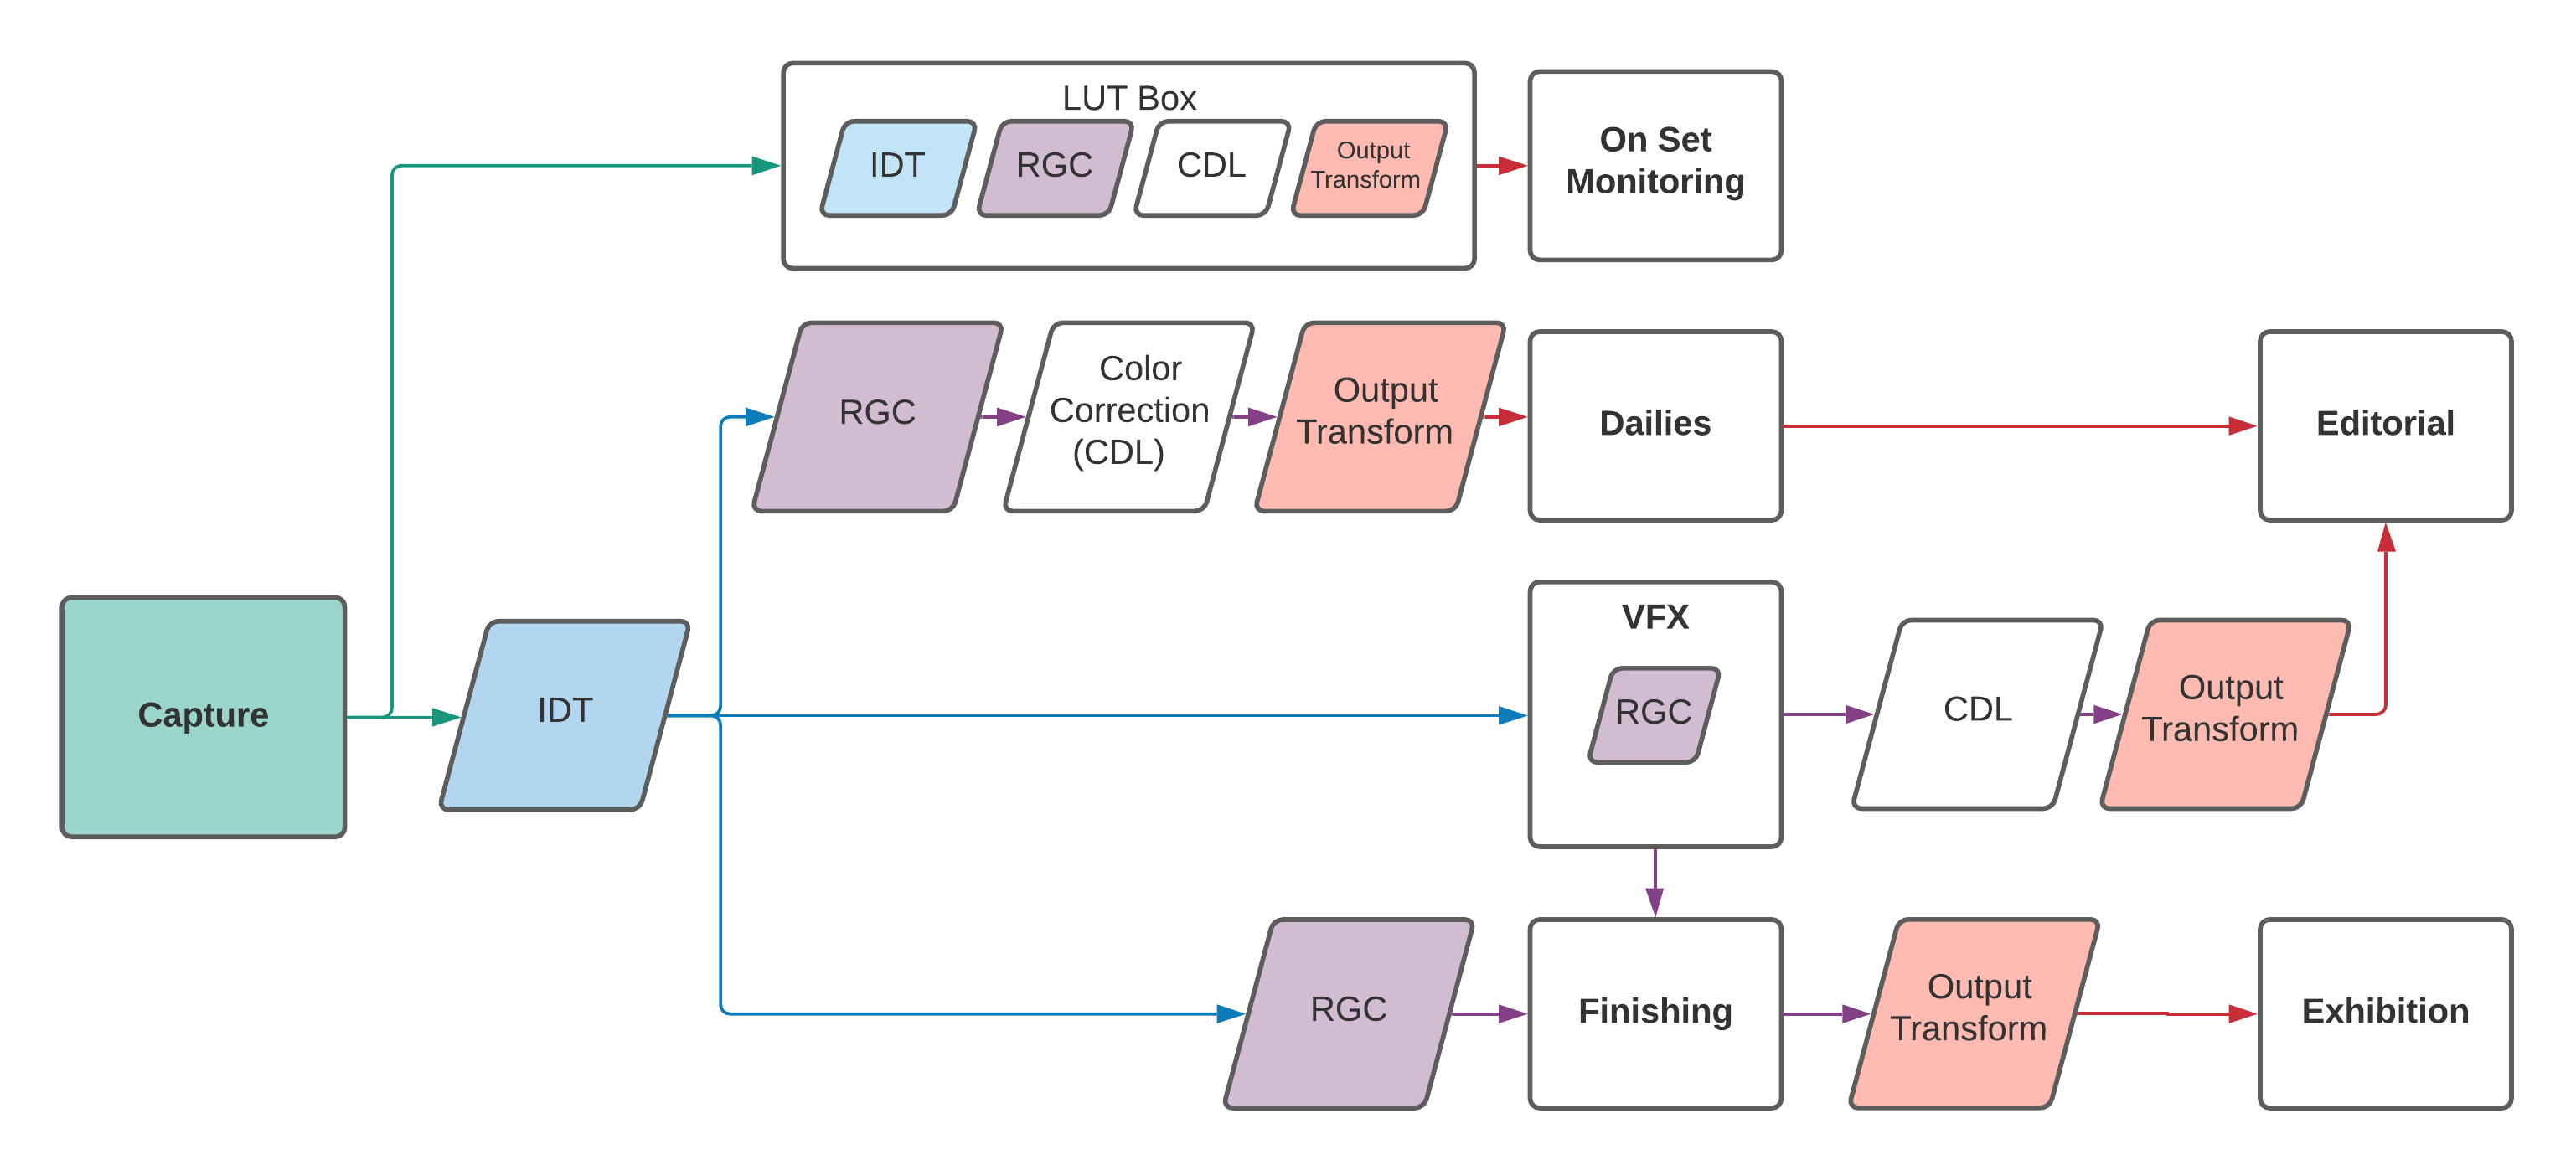 LUT Box
IDT
RGC
CDL
Output
Transform
On Set
Monitoring
RGC
Color
Correction
(CDL)
Output
Transform
Dailies
Editorial
Capture
IDT
VFX
RGC
CDL
Output
Transform
RGC
Finishing
Output
Transform
Exhibition